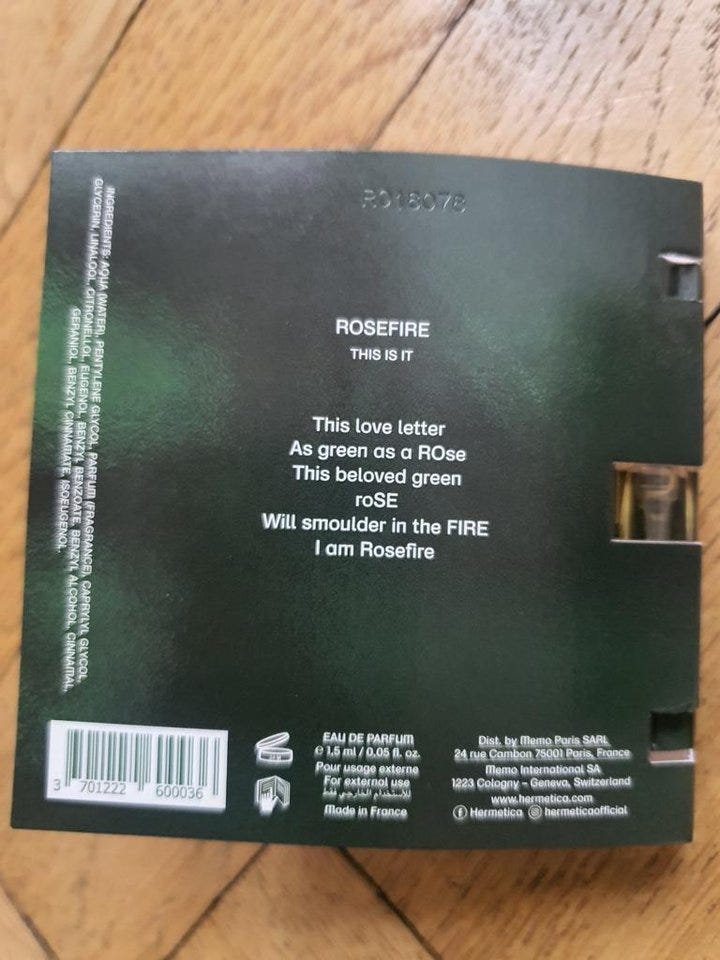 R018078
ROSEFIRE
THIS IS IT
This love letter
As green as a ROse
This beloved green
roSE
Will smoulder in the FIRE
I am Rosefire
INGREDIENTS: AQUA (WATER), PENTYLENE GLYCOL, PARFUM (FRAGRANCE), CAPRYLYL GLYCOL,
GLYCERIN, LINALOOL, CITRONELLOL, EUGENOL, BENZYL BENZOATE, BENZYL ALCOHOL, CINNAMAL,
GERANIOL, BENZYL CINNAMATE, ISOEUGENOL.
3 701222 600036
EAU DE PARFUM
℮ 1.5 ml / 0.05 fl. oz.
Pour usage externe
For external use
للاستخدام الخارجي فقط
Made in France
Dist. by Memo Paris SARL
24 rue Cambon 75001 Paris, France
Memo International SA
1223 Cologny – Geneva, Switzerland
www.hermetica.com
Hermetica hermeticaofficial